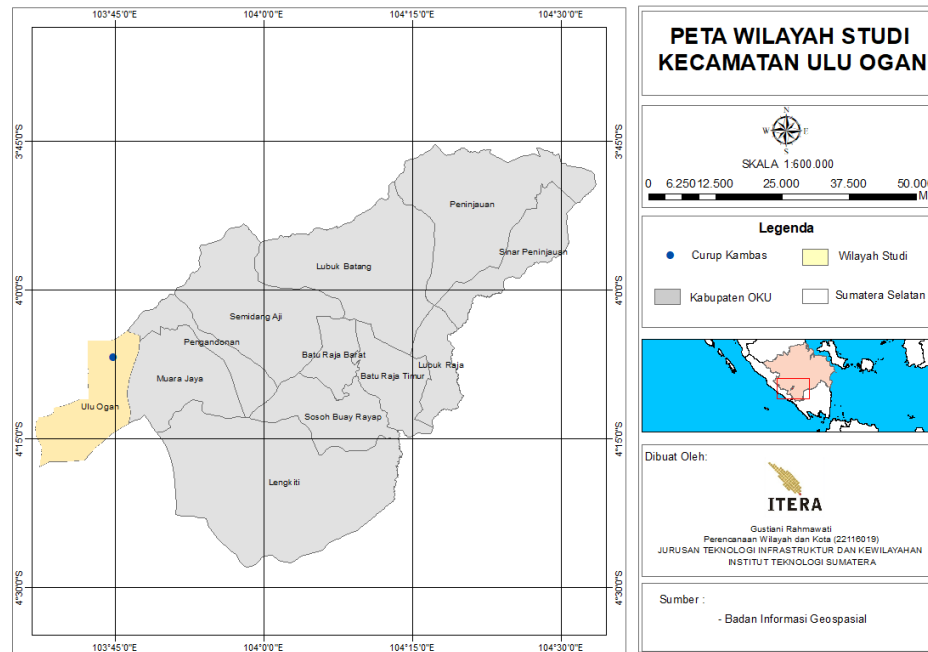 103°45'0"E
104°0'0"E
104°15'0"E
104°30'0"E
3°45'0"S
3°45'0"S
4°0'0"S
4°0'0"S
4°15'0"S
4°15'0"S
4°30'0"S
4°30'0"S
Peninjauan
Sinar Peninjauan
Lubuk Batang
Semidang Aji
Pengandonan
Batu Raja Barat
Lubuk Raja
Batu Raja Timur
Muara Jaya
Ulu Ogan
Sosoh Buay Rayap
Lengkiti
103°45'0"E
104°0'0"E
104°15'0"E
104°30'0"E
PETA WILAYAH STUDI
KECAMATAN ULU OGAN
N
W E
S
SKALA 1:600.000
0 6.250 12.500 25.000 37.500 50.000
M
Legenda
Curup Kambas
Wilayah Studi
Kabupaten OKU
Sumatera Selatan
Dibuat Oleh:
ITERA
Gustiani Rahmawati
Perencanaan Wilayah dan Kota (22116019)
JURUSAN TEKNOLOGI INFRASTRUKTUR DAN KEWILAYAHAN
INSTITUT TEKNOLOGI SUMATERA
Sumber :
- Badan Informasi Geospasial